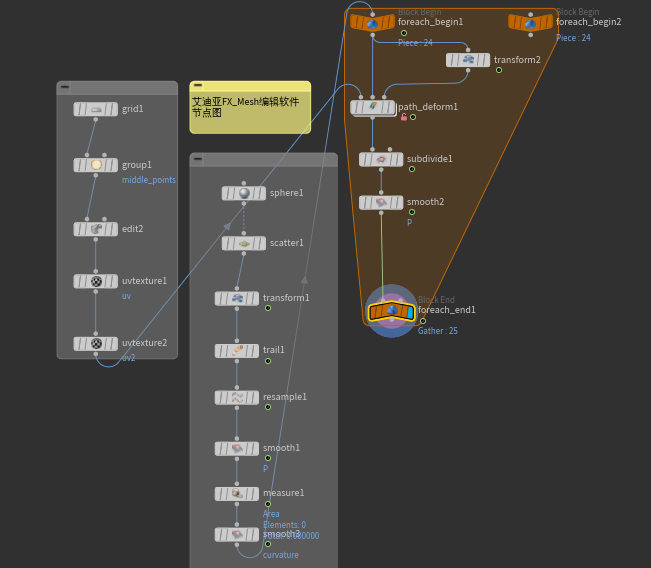 Block Begin
foreach_begin1
Piece : 24
Block Begin
foreach_begin2
Piece : 24
transform2
path_deform1
subdivide1
smooth2
P
Block End
foreach_end1
Gather : 25
grid1
group1
middle_points
edit2
uvtexture1
uv
uvtexture2
uv2
艾迪亚FX_Mesh编辑软件
节点图
sphere1
scatter1
transform1
trail1
resample1
smooth1
P
measure1
Area
Elements: 0
smooth3
curvature